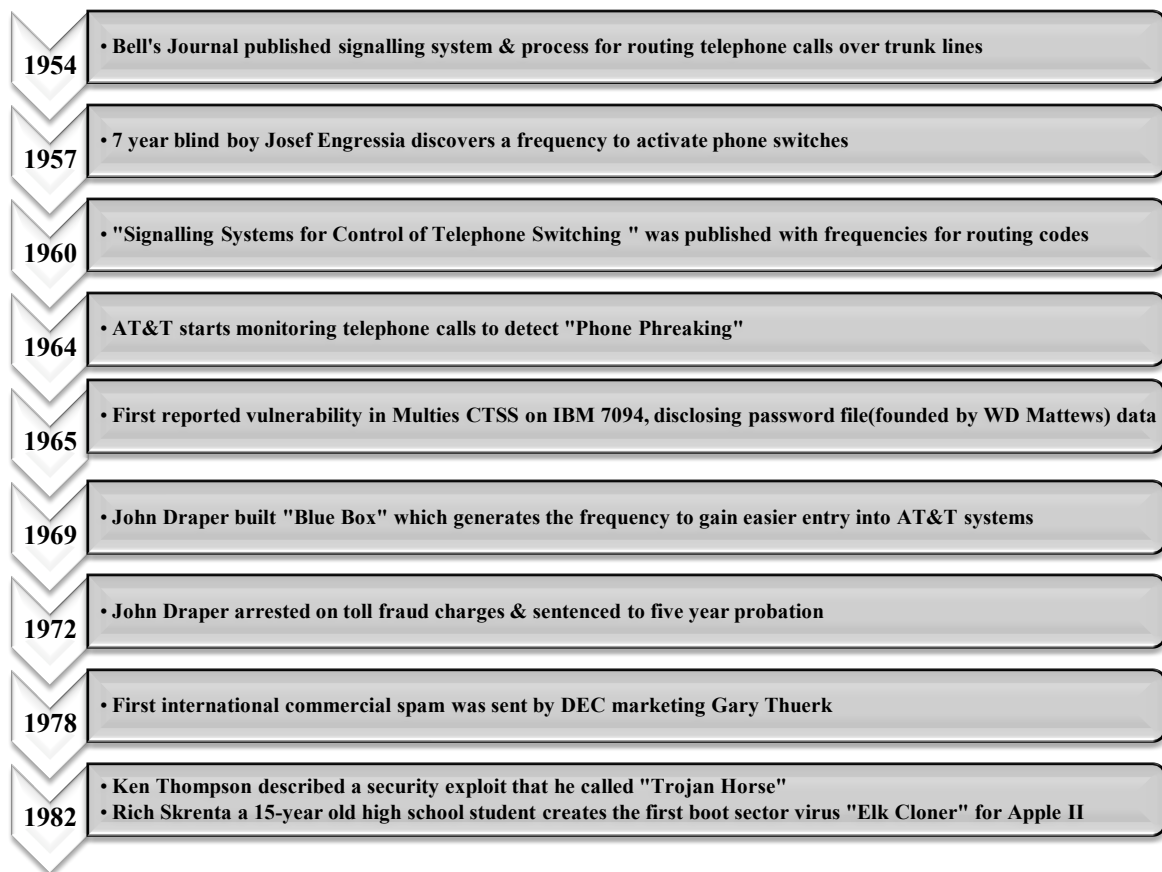 1954
• Bell's Journal published signalling system & process for routing telephone calls over trunk lines
1957
• 7 year blind boy Josef Engressia discovers a frequency to activate phone switches
1960
• "Signalling Systems for Control of Telephone Switching " was published with frequencies for routing codes
1964
• AT&T starts monitoring telephone calls to detect "Phone Phreaking"
1965
• First reported vulnerability in Multies CTSS on IBM 7094, disclosing password file(founded by WD Mattews) data
1969
• John Draper built "Blue Box" which generates the frequency to gain easier entry into AT&T systems
1972
• John Draper arrested on toll fraud charges & sentenced to five year probation
1978
• First international commercial spam was sent by DEC marketing Gary Thuerk
1982
• Ken Thompson described a security exploit that he called "Trojan Horse"
• Rich Skrenta a 15-year old high school student creates the first boot sector virus "Elk Cloner" for Apple II